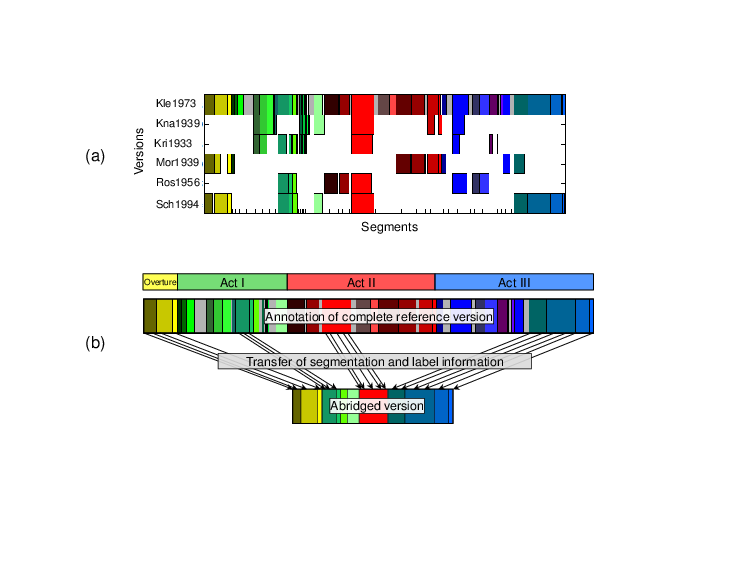 (a)
Versions
Kle1973
Kna1939
Kri1933
Mor1939
Ros1956
Sch1994
Segments
(b)
Overture Act I Act II Act III
Annotation of complete reference version
Transfer of segmentation and label information
Abridged version